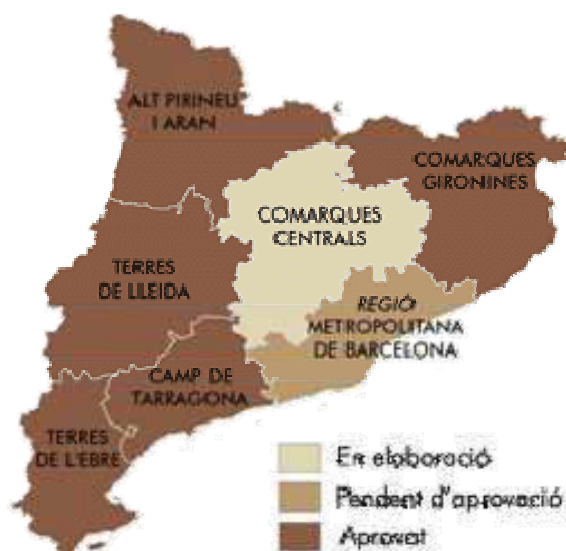 ALT PIRINEU
I ARAN
COMARQUES
GIRONINES
COMARQUES
CENTRALS
TERRES
DE LLEIDA
REGIÓ
METROPOLITANA
DE BARCELONA
CAMP DE
TARRAGONA
TERRES
DE L'EBRE
En elaboració
Pendent d'aprovació
Aprovat